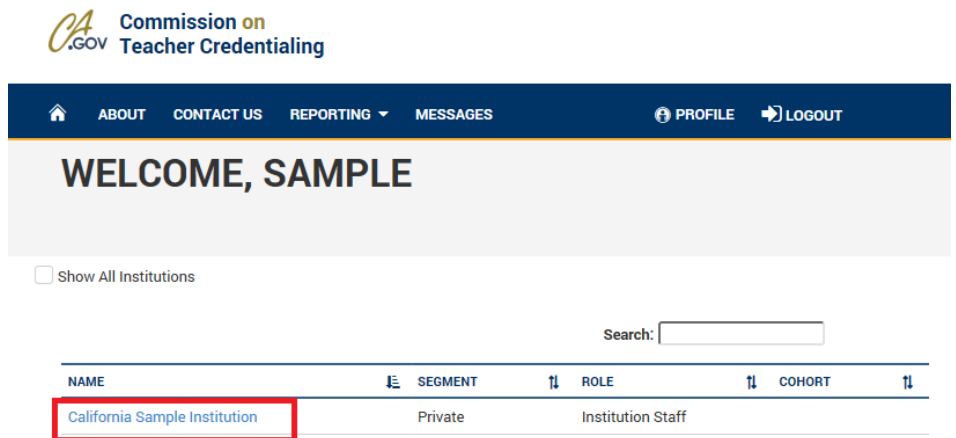 CA.GOV
Commission on
Teacher Credentialing
ABOUT CONTACT US REPORTING MESSAGES PROFILE LOGOUT
WELCOME, SAMPLE
Show All Institutions
Search:
NAME SEGMENT ROLE COHORT
California Sample Institution Private Institution Staff